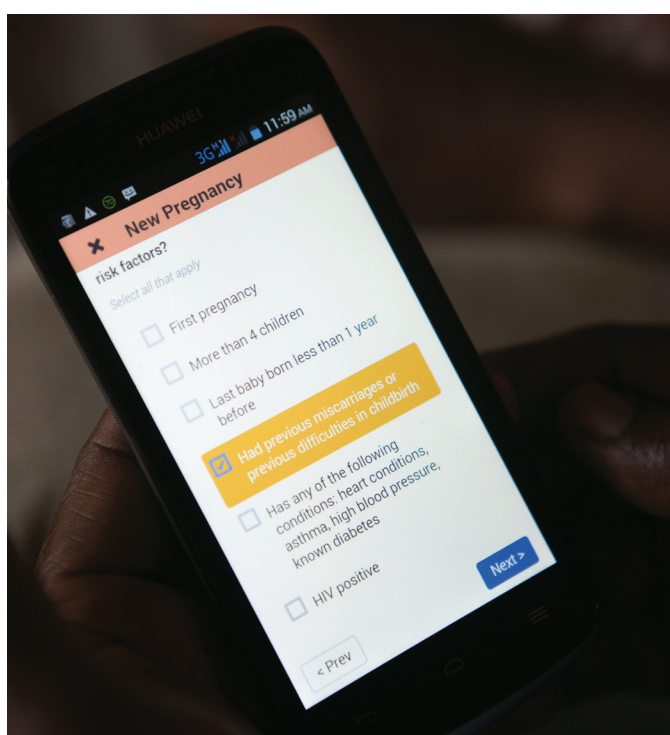 HUAWEI
70
3G H 11:59 AM
New Pregnancy
risk factors?
Select all that apply
First pregnancy
More than 4 children
Last baby born less than 1 year
before
Had previous miscarriages or
previous difficulties in childbirth
Has any of the following
conditions: heart conditions,
asthma, high blood pressure,
known diabetes
HIV positive
< Prev
Next >